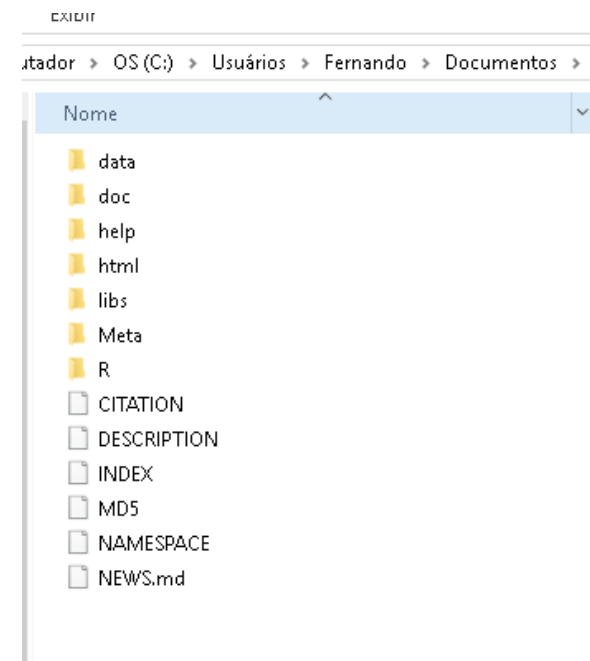 Exibir
utador > OS (C:) > Usuários > Fernando > Documentos >
Nome
data
doc
help
html
libs
Meta
R
CITATION
DESCRIPTION
INDEX
MD5
NAMESPACE
NEWS.md